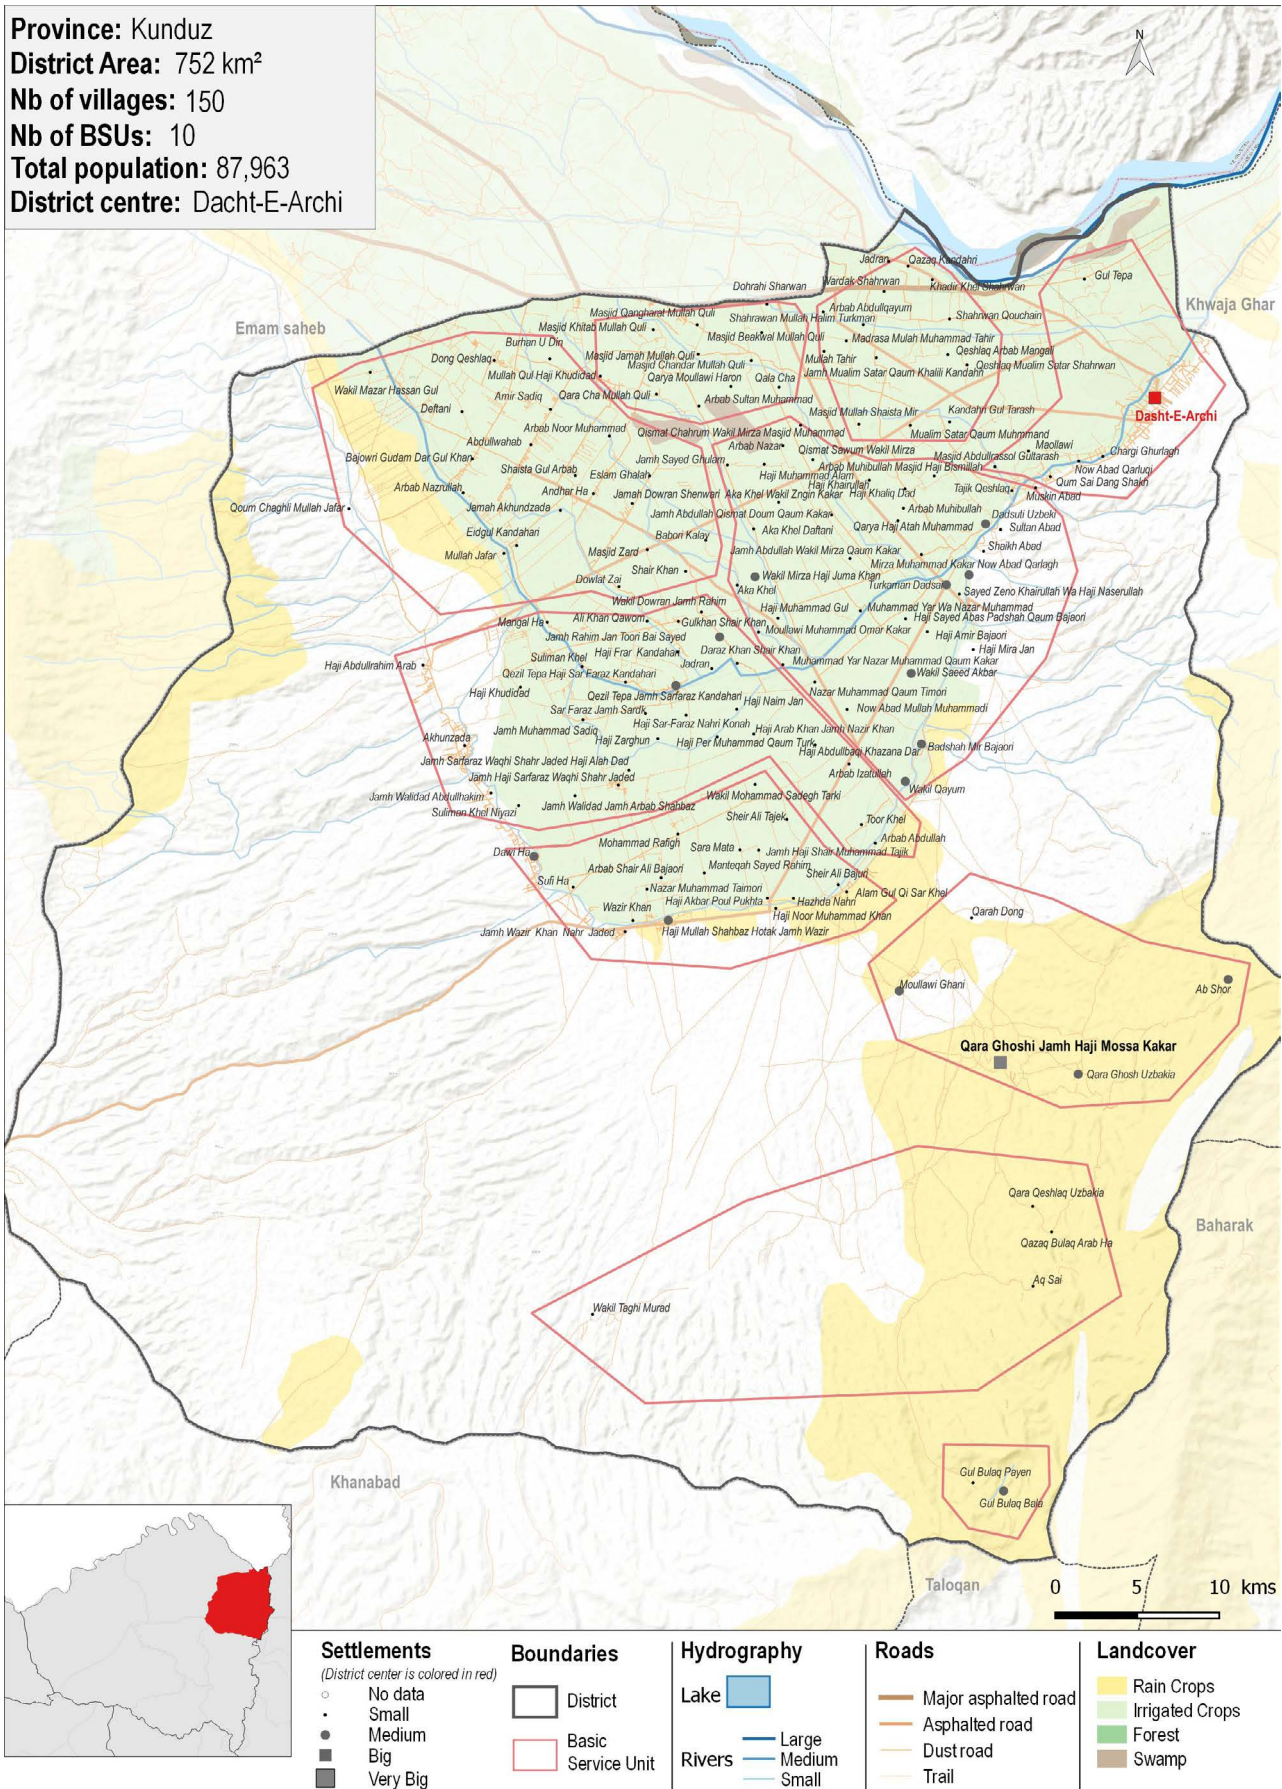 Province: Kunduz
District Area: 752 km²
Nb of villages: 150
Nb of BSUs: 10
Total population: 87,963
District centre: Dacht-E-Archi
N
Emam saheb
Khwaja Ghar
Baharak
Khanabad
Taloqan
Jadran
Qazaq Kandahri
Gul Tepa
Wardak Shahrwan
Khadir Khel Shahrwan
Dohrahi Sharwan
Masjid Qangharat Mullah Quli
Arbab Abdullqayum
Shahrawan Mullah Halim Turkman
Shahrwan Qouchain
Masjid Khitab Mullah Quli
Masjid Beakwal Mullah Quli
Madrasa Mulah Muhammad Tahir
Burhan U Din
Dong Qeshlaq
Masjid Jamah Mullah Quli
Masjid Chandar Mullah Quli
Mullah Tahir
Qeshlaq Arbab Mangali
Qeshlaq Mualim Satar Shahrwan
Jamh Mualim Satar Qaum Khalili Kandahri
Mullah Qul Haji Khudidad
Qarya Moullawi Haron
Qala Cha
Wakil Mazar Hassan Gul
Amir Sadiq
Qara Cha Mullah Quli
Arbab Sultan Muhammad
Dasht-E-Archi
Deftani
Masjid Mullah Shaista Mir
Kandahri Gul Tarash
Arbab Noor Muhammad
Qismat Chahrum Wakil Mirza Masjid Muhammad
Mualim Satar Qaum Muhmmand
Abdullwahab
Arbab Nazar
Qismat Sawum Wakil Mirza
Maollawi
Masjid Abdullrassol Gultarash
Chargi Ghurlagh
Bajowri Gudam Dar Gul Khan
Shaista Gul Arbab
Eslam Ghalah
Jamh Sayed Ghulam
Haji Muhammad Alam
Arbab Muhibullah Masjid Haji Bismillah
Now Abad Qarluqi
Qum Sai Dang Shakh
Arbab Nazrullah
Andhar Ha
Haji Khairullah
Haji Khaliq Dad
Tajik Qeshlaq
Muskin Abad
Jamah Dowran Shenwari
Aka Khel Wakil Zngin Kakar
Qoum Chaghli Mullah Jafar
Jamah Akhundzada
Jamh Abdullah Qismat Doum Qaum Kakar
Arbab Muhibullah
Dadsuli Uzbeki
Eidgul Kandahari
Babori Kalay
Aka Khel Daftani
Qarya Haji Atah Muhammad
Sultan Abad
Mullah Jafar
Masjid Zard
Jamh Abdullah Wakil Mirza Qaum Kakar
Shaikh Abad
Mirza Muhammad Kakar
Now Abad Qarlagh
Shair Khan
Wakil Mirza Haji Juma Khan
Dowlat Zai
Aka Khel
Turkaman Dadsai
Sayed Zeno Khairullah Wa Haji Naserullah
Wakil Dowran Jamh Rahim
Haji Muhammad Gul
Muhammad Yar Wa Nazar Muhammad
Mangal Ha
Ali Khan Qawom
Gulkhan Shair Khan
Haji Sayed Abas Padshah Qaum Bajaori
Moullawi Muhammad Omar Kakar
Jamh Rahim Jan Toori Bai Sayed
Haji Amir Bajaori
Suliman Khel
Haji Frar Kandahari
Daraz Khan Shair Khan
Haji Mira Jan
Haji Abdullrahim Arab
Jadran
Muhammad Yar Nazar Muhammad Qaum Kakar
Qezil Tepa Haji Sar Faraz Kandahari
Wakil Saeed Akbar
Haji Khudidad
Qezil Tepa Jamh Sarfaraz Kandahari
Nazar Muhammad Qaum Timori
Haji Naim Jan
Now Abad Mullah Muhammadi
Sar Faraz Jamh Sardk
Haji Sar-Faraz Nahri Konah
Jamh Muhammad Sadiq
Haji Arab Khan Jamh Nazir Khan
Akhunzada
Haji Zarghun
Haji Per Muhammad Qaum Turk
Haji Abdullbaqi Khazana Dar
Badshah Mir Bajaori
Jamh Sarfaraz Waqhi Shahr Jaded Haji Alah Dad
Arbab Izatullah
Jamh Haji Sarfaraz Waqhi Shahr Jaded
Wakil Qayum
Jamh Walidad Abdullhakim
Wakil Mohammad Sadegh Tarki
Suliman Khel Niyazi
Jamh Walidad Jamh Arbab Shahbaz
Sheir Ali Tajek
Toor Khel
Mohammad Rafigh
Arbab Abdullah
Dawi Ha
Sara Mata
Jamh Haji Shair Muhammad Tajik
Arbab Shair Ali Bajaori
Manteqah Sayed Rahim
Sufi Ha
Sheir Ali Bajuri
Nazar Muhammad Taimori
Alam Gul Qi Sar Khel
Haji Akbar Poul Pukhta
Hazhda Nahri
Wazir Khan
Haji Noor Muhammad Khan
Qarah Dong
Jamh Wazir Khan Nahr Jaded
Haji Mullah Shahbaz Hotak Jamh Wazir
Moullawi Ghani
Ab Shor
Qara Ghoshi Jamh Haji Mossa Kakar
Qara Ghosh Uzbakia
Qara Qeshlaq Uzbakia
Qazaq Bulaq Arab Ha
Aq Sai
Wakil Taghi Murad
Gul Bulaq Payen
Gul Bulaq Bala
0 5 10 kms
Settlements
(District center is colored in red)
No data
Small
Medium
Big
Very Big
Boundaries
District
Basic
Service Unit
Hydrography
Lake
Rivers
Large
Medium
Small
Roads
Major asphalted road
Asphalted road
Dust road
Trail
Landcover
Rain Crops
Irrigated Crops
Forest
Swamp